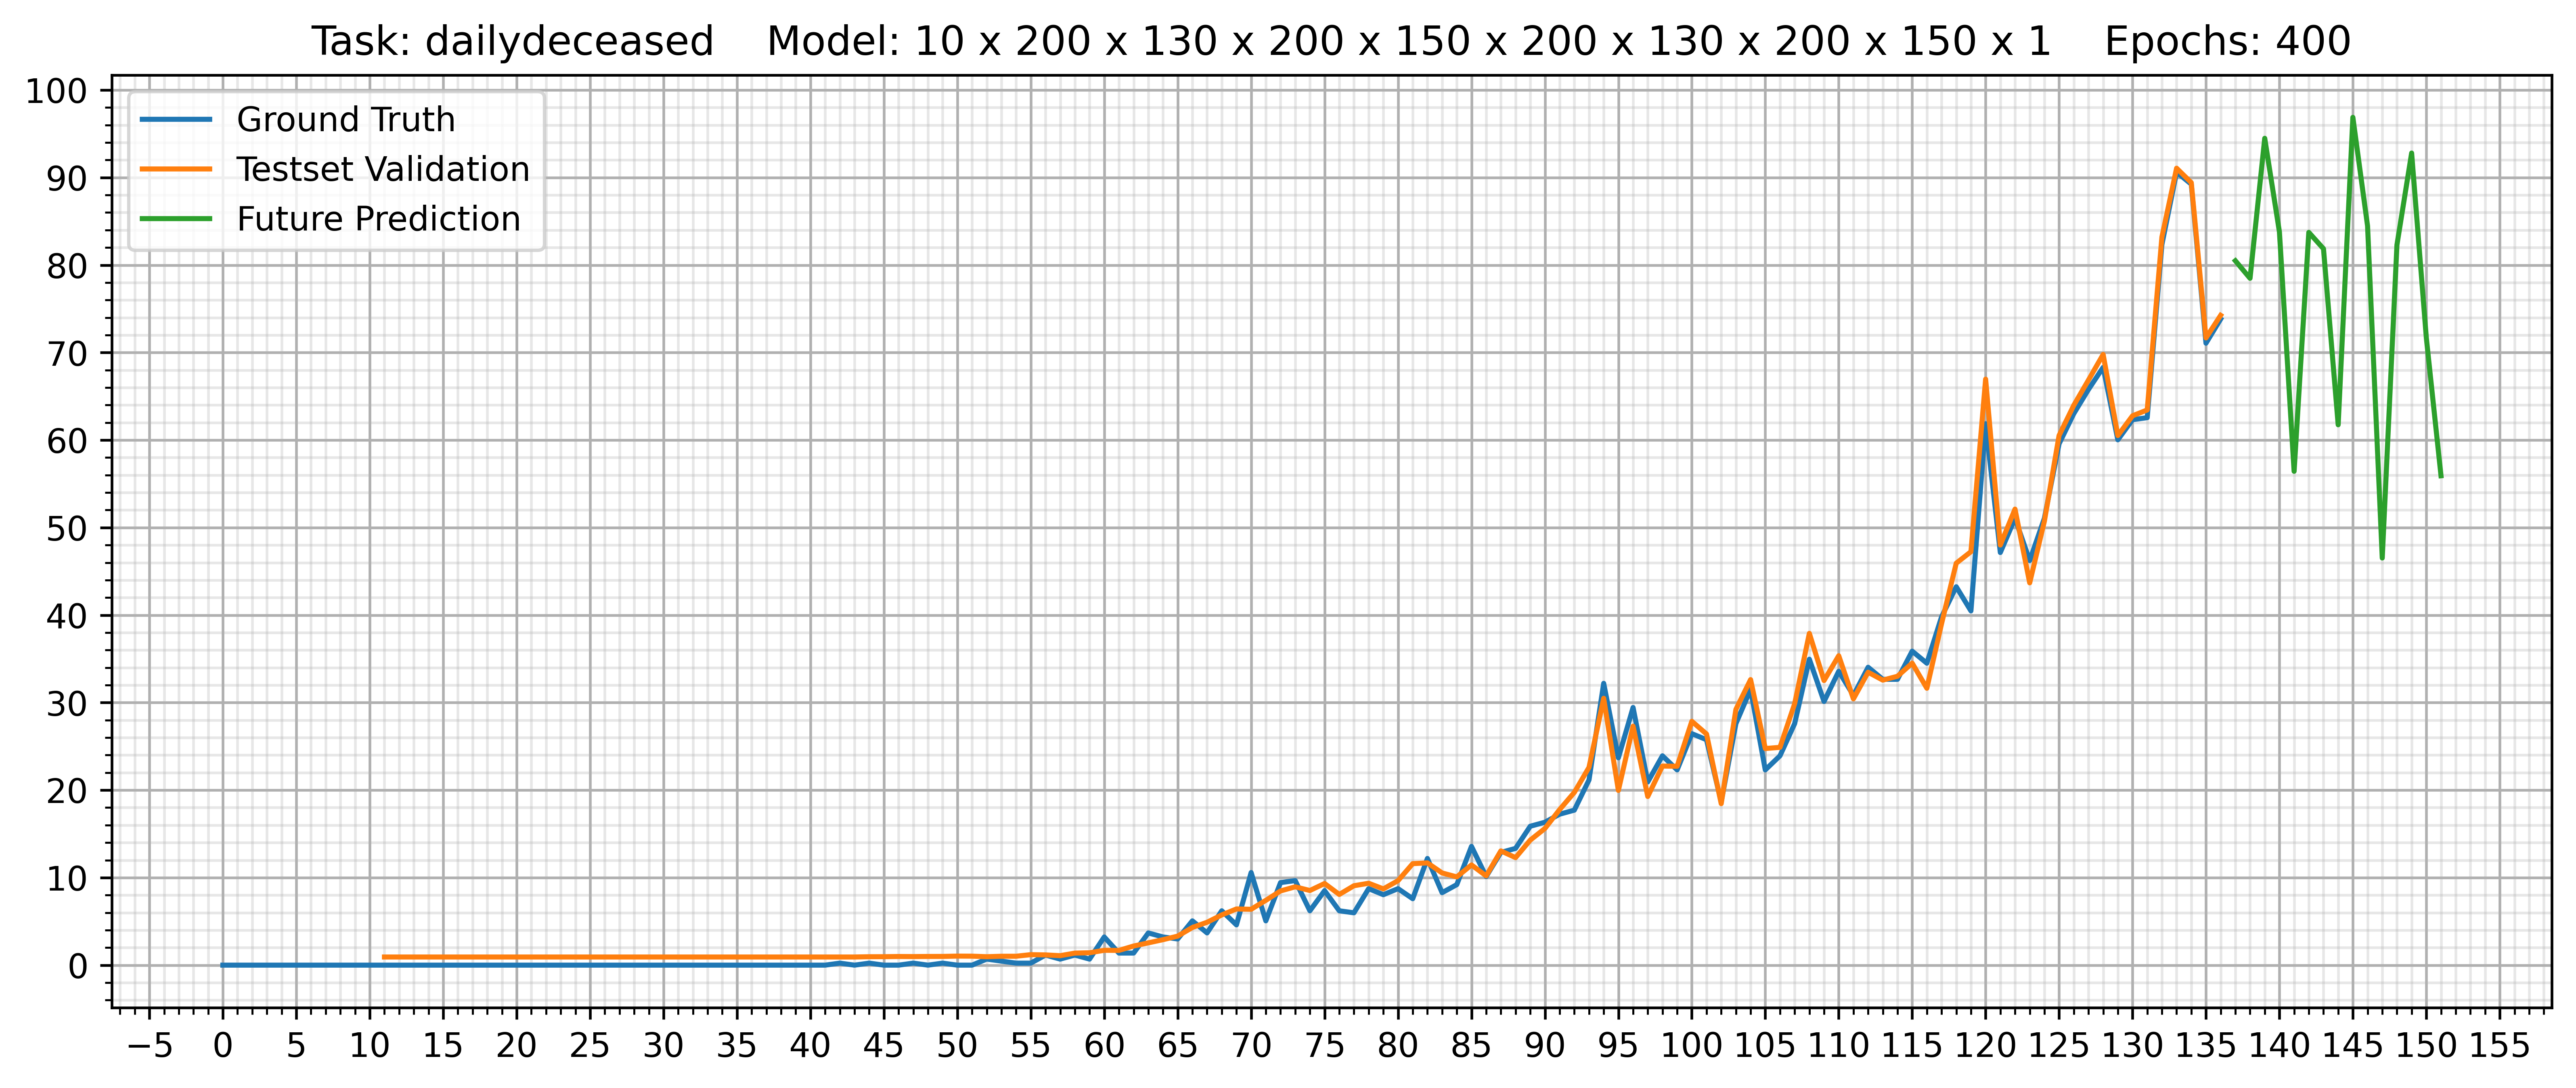 Task: dailydeceased    Model: 10 x 200 x 130 x 200 x 150 x 200 x 130 x 200 x 150 x 1    Epochs: 400
100
90
80
70
60
50
40
30
20
10
0
Ground Truth
Testset Validation
Future Prediction
−5 0 5 10 15 20 25 30 35 40 45 50 55 60 65 70 75 80 85 90 95 100 105 110 115 120 125 130 135 140 145 150 155